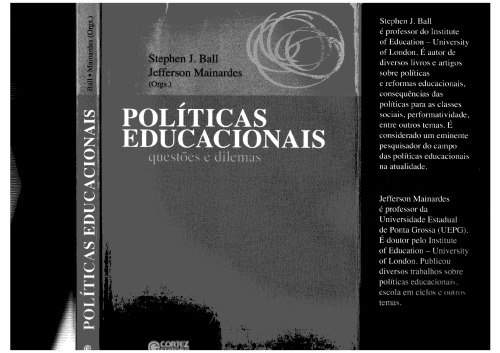 Ball • Mainardes (Orgs.)
POLÍTICAS EDUCACIONAIS
Stephen J. Ball
Jefferson Mainardes
(Orgs.)
POLÍTICAS
EDUCACIONAIS
questões e dilemas
CORTEZ
EDITORA
Stephen J. Ball
é professor do Institute
of Education – University
of London. É autor de
diversos livros e artigos
sobre políticas
e reformas educacionais,
consequências das
políticas para as classes
sociais, performatividade,
entre outros temas. É
considerado um eminente
pesquisador do campo
das políticas educacionais
na atualidade.
Jefferson Mainardes
é professor da
Universidade Estadual
de Ponta Grossa (UEPG).
É doutor pelo Institute
of Education – University
of London. Publicou
diversos trabalhos sobre
políticas educacionais,
escola em ciclos e outros
temas.